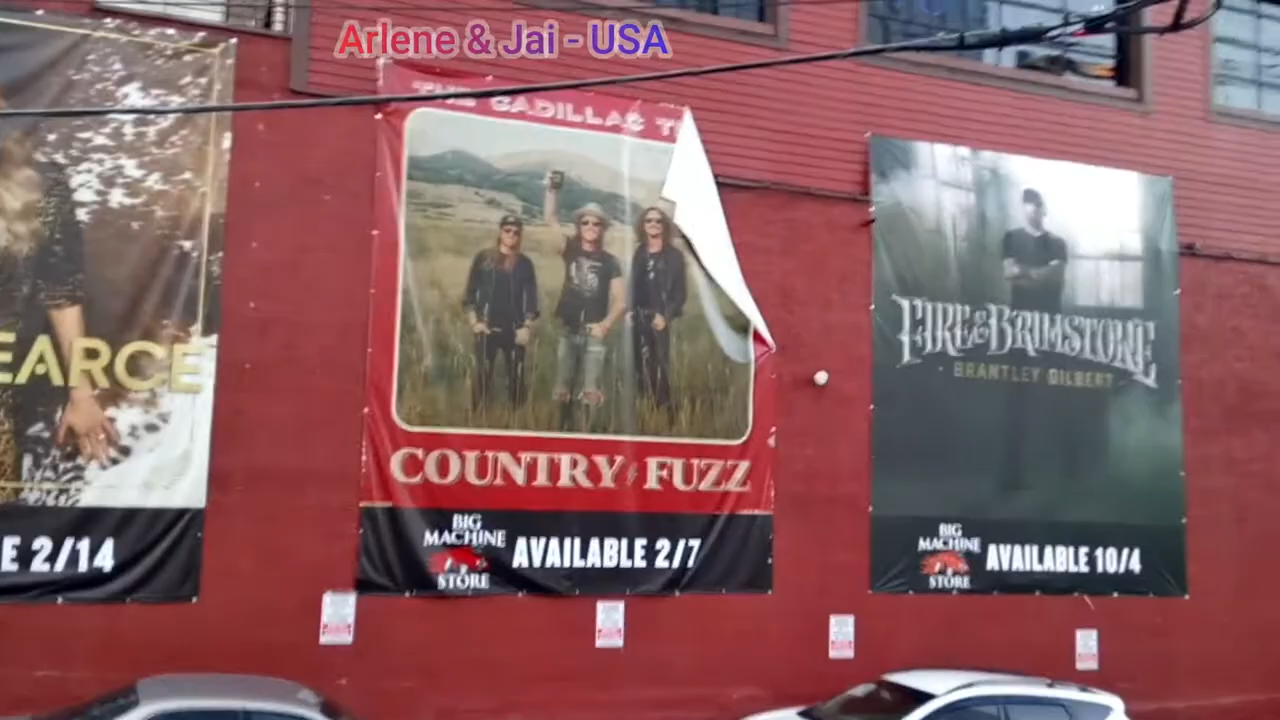 Arlene & Jai - USA
THE CADILLAC T
EARCE
FIRE & BRIMSTONE
BRANTLEY GILBERT
COUNTRY FUZZ
E 2/14
BIG
MACHINE
STORE
AVAILABLE 2/7
BIG
MACHINE
STORE
AVAILABLE 10/4